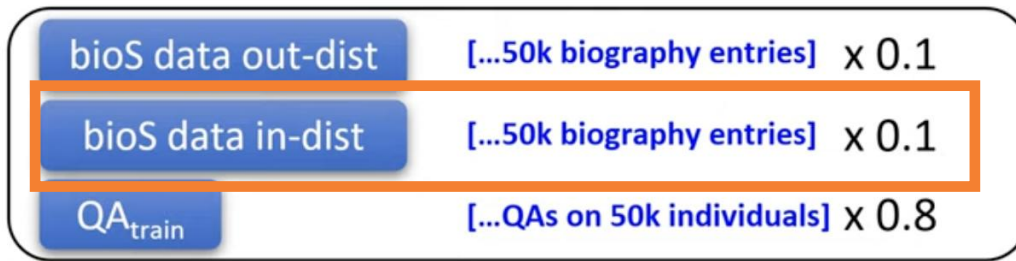 bioS data out-dist [...50k biography entries] x 0.1
bioS data in-dist [...50k biography entries] x 0.1
QAtrain [...QAs on 50k individuals] x 0.8